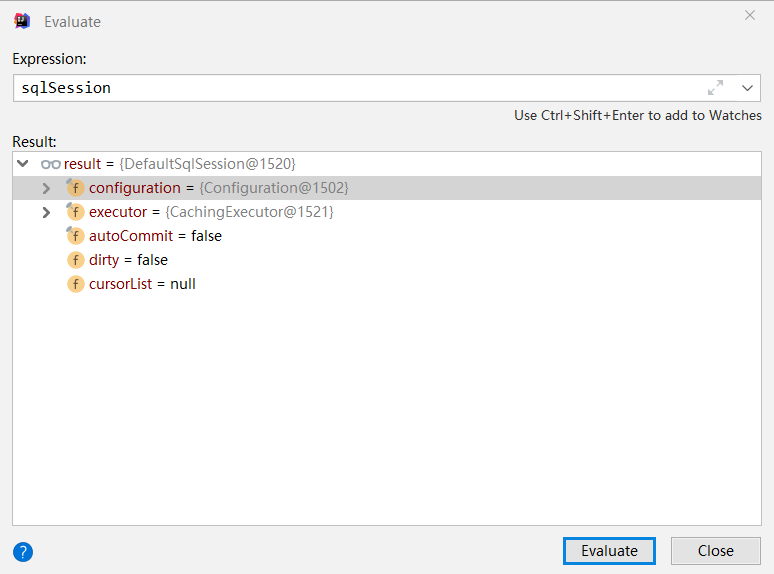 Evaluate
Expression:
sqlSession
Use Ctrl+Shift+Enter to add to Watches
Result:
result = {DefaultSqlSession@1520}
f configuration = {Configuration@1502}
f executor = {CachingExecutor@1521}
f autoCommit = false
f dirty = false
f cursorList = null
? Evaluate Close